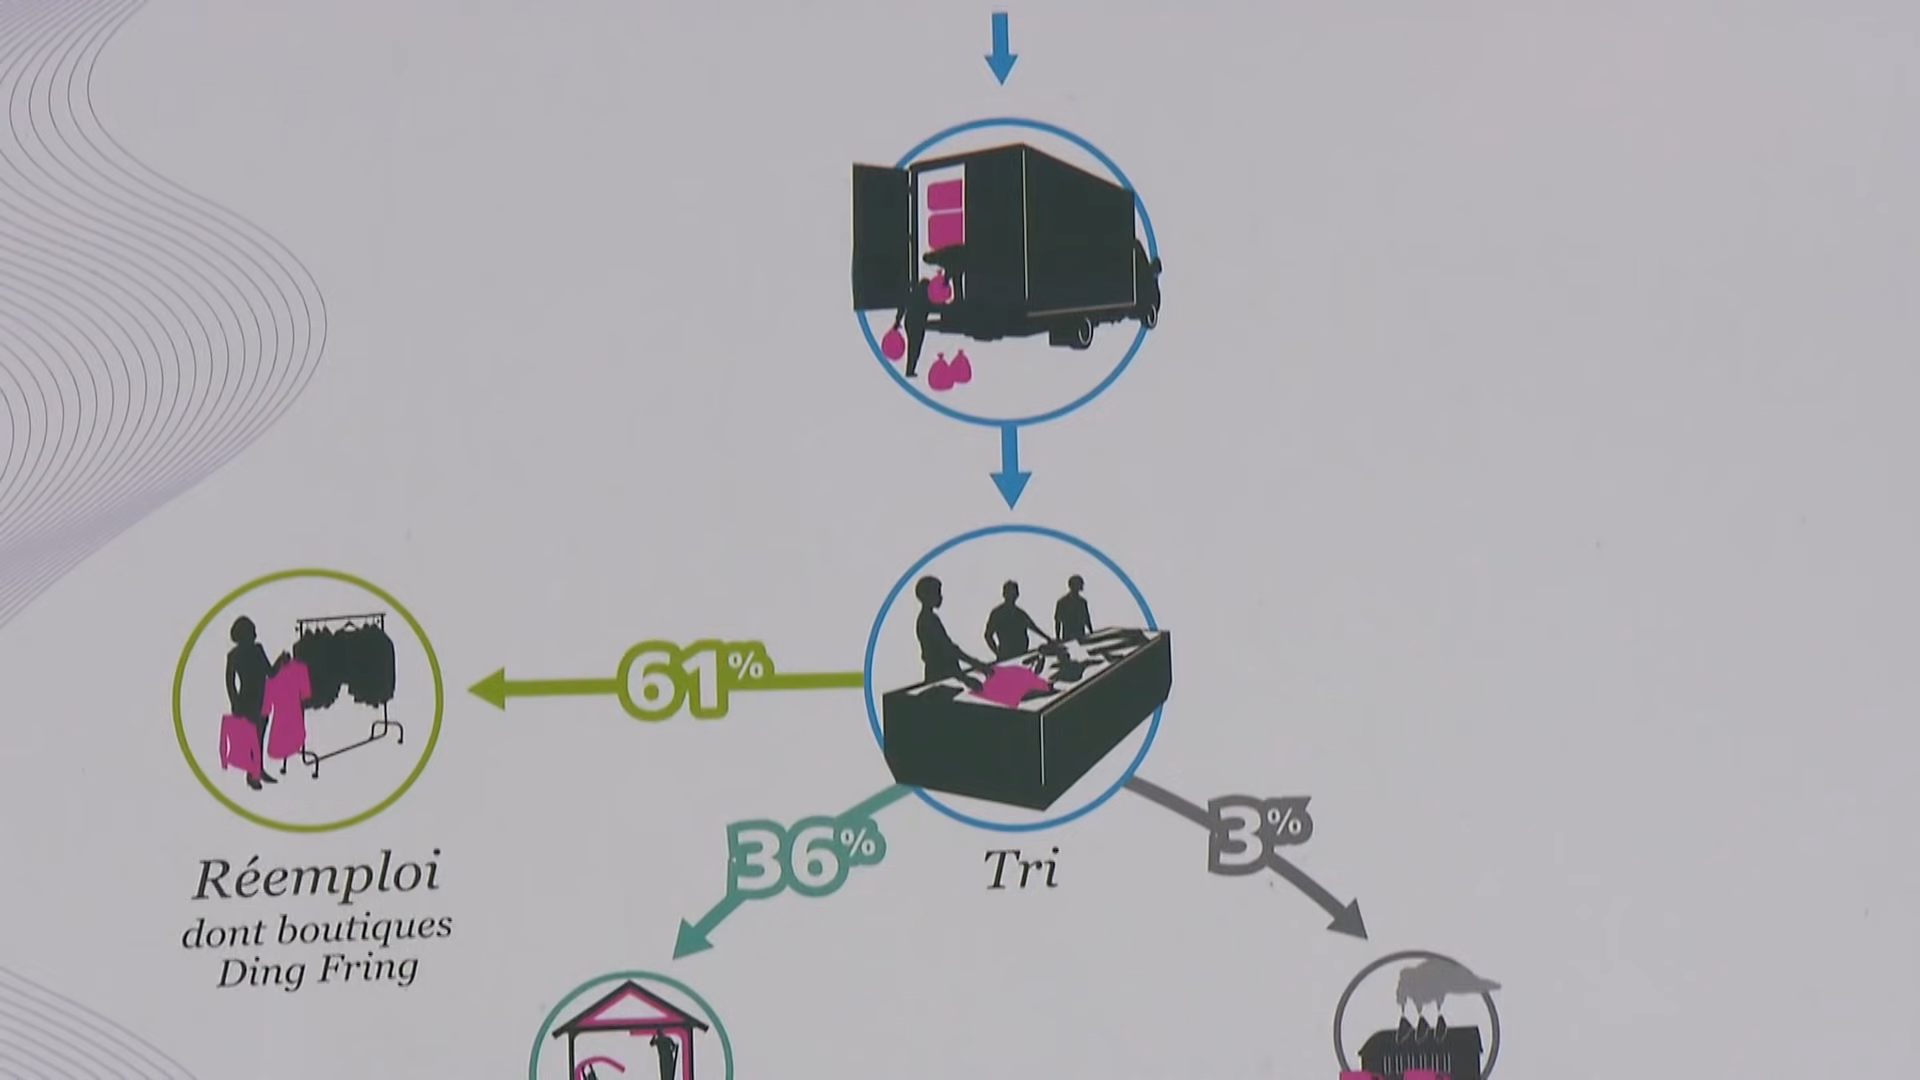 61%
36%
3%
Tri
Réemploi
dont boutiques
Ding Fring